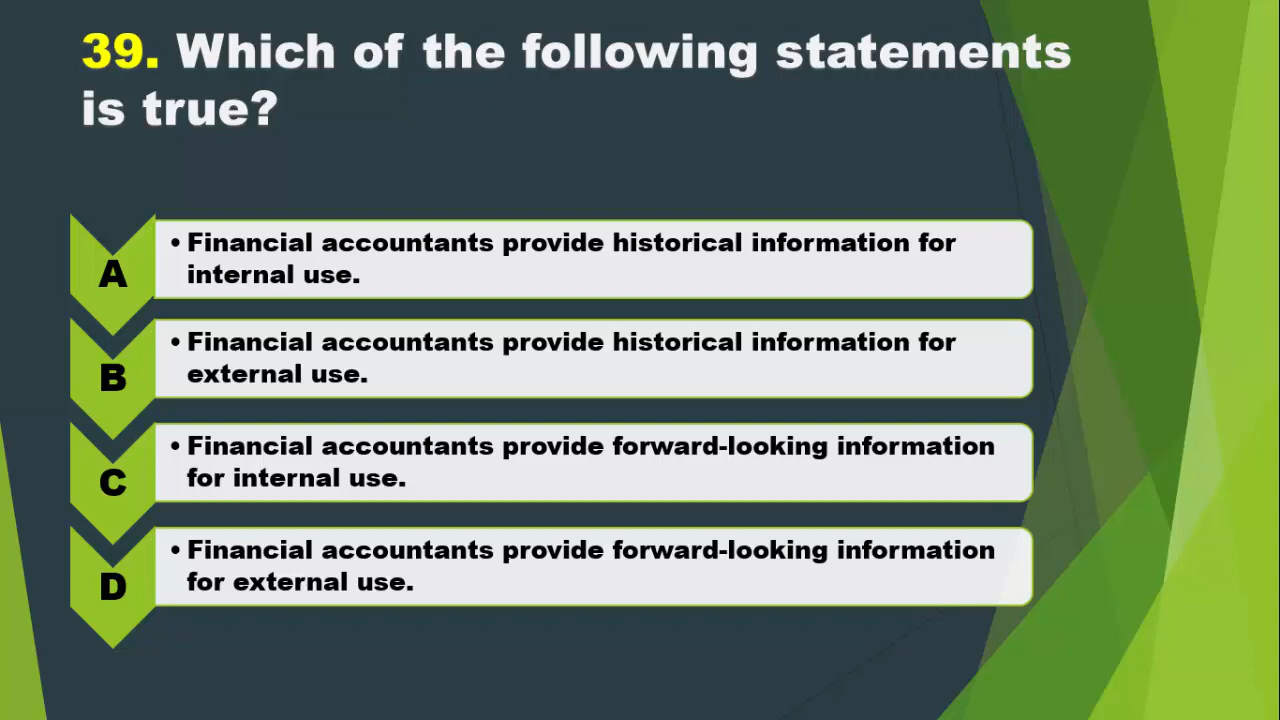 39. Which of the following statements
is true?
A
• Financial accountants provide historical information for
internal use.
B
• Financial accountants provide historical information for
external use.
C
• Financial accountants provide forward-looking information
for internal use.
D
• Financial accountants provide forward-looking information
for external use.